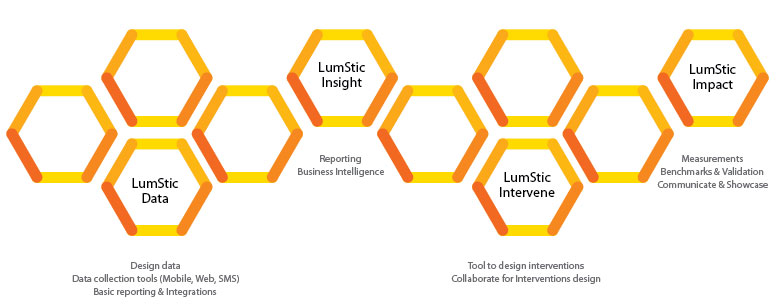 LumStic
Data
Design data
Data collection tools (Mobile, Web, SMS)
Basic reporting & Integrations
LumStic
Insight
Reporting
Business Intelligence
LumStic
Intervene
Tool to design interventions
Collaborate for Interventions design
LumStic
Impact
Measurements
Benchmarks & Validation
Communicate & Showcase